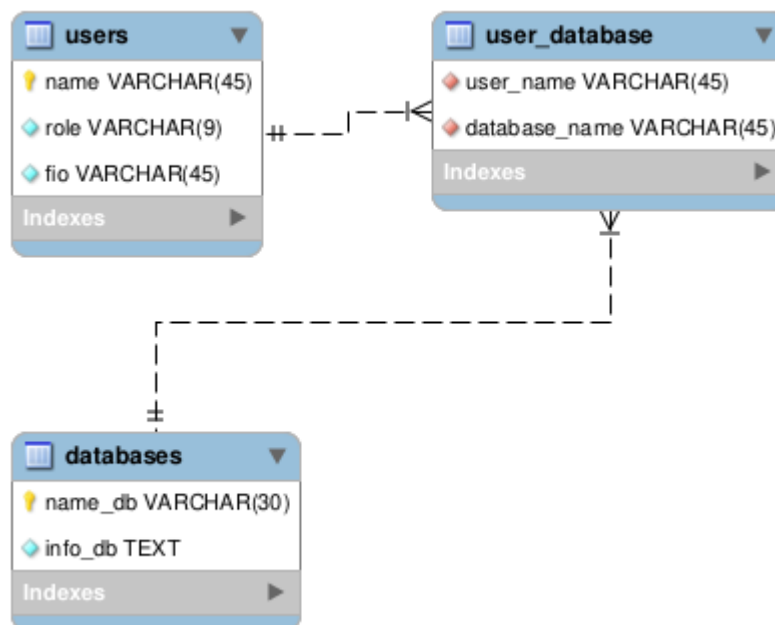 users
name VARCHAR(45)
role VARCHAR(9)
fio VARCHAR(45)
Indexes
user_database
user_name VARCHAR(45)
database_name VARCHAR(45)
Indexes
databases
name_db VARCHAR(30)
info_db TEXT
Indexes